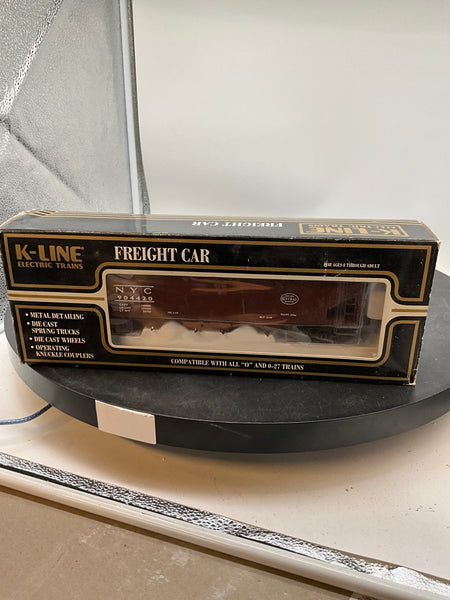 FREIGHT CAR
K-LINE
K-LINE
ELECTRIC TRAINS
FREIGHT CAR
FOR AGES 8 THROUGH ADULT
NYC
904420
• METAL DETAILING
• DIE CAST
SPRUNG TRUCKS
• DIE CAST WHEELS
• OPERATING
KNUCKLE COUPLERS
COMPATIBLE WITH ALL "O" AND 0-27 TRAINS